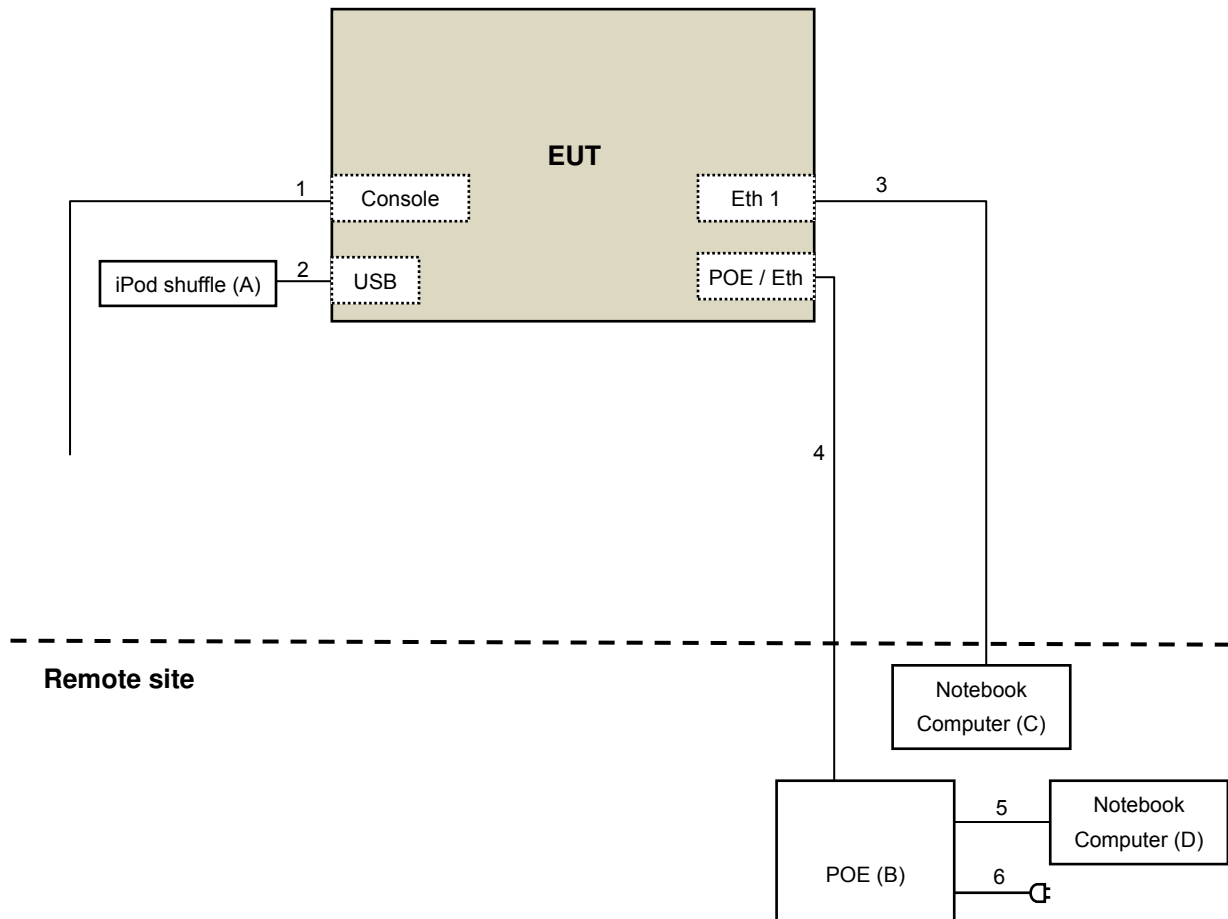 EUT
1
Console
Eth 1
3
iPod shuffle (A)
2
USB
POE / Eth
4
Remote site
Notebook
Computer (C)
POE (B)
5
Notebook
Computer (D)
6